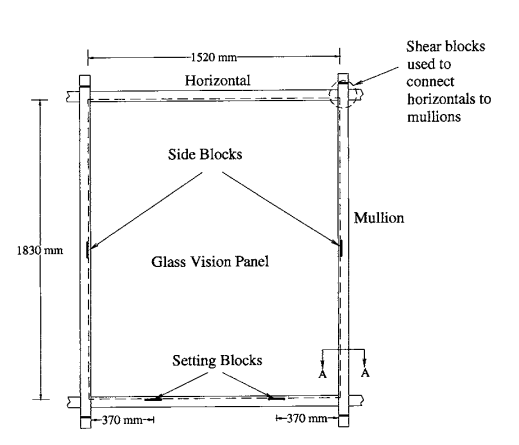 1520 mm
Horizontal
Shear blocks
used to
connect
horizontals to
mullions
Side Blocks
Mullion
1830 mm
Glass Vision Panel
Setting Blocks
A A
370 mm
370 mm